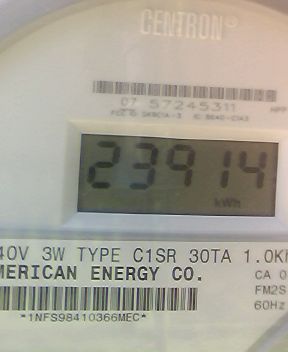 CENTRON®
07 57245311
23914
kWh
40V 3W TYPE C1SR 30TA 1.0Kh
MERICAN ENERGY CO.
CA 0
FM2S
60Hz
*1NFS98410366MEC*